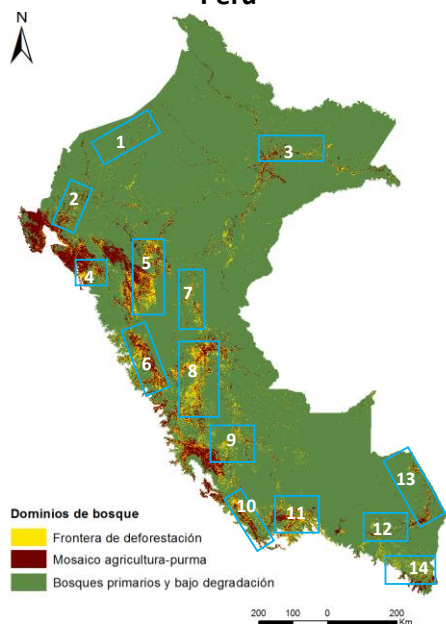 Perú
N
1
3
2
4
5
7
6
8
9
10
11
13
12
14
Dominios de bosque
Frontera de deforestación
Mosaico agricultura-purma
Bosques primarios y bajo degradación
200 100 0 200
Km